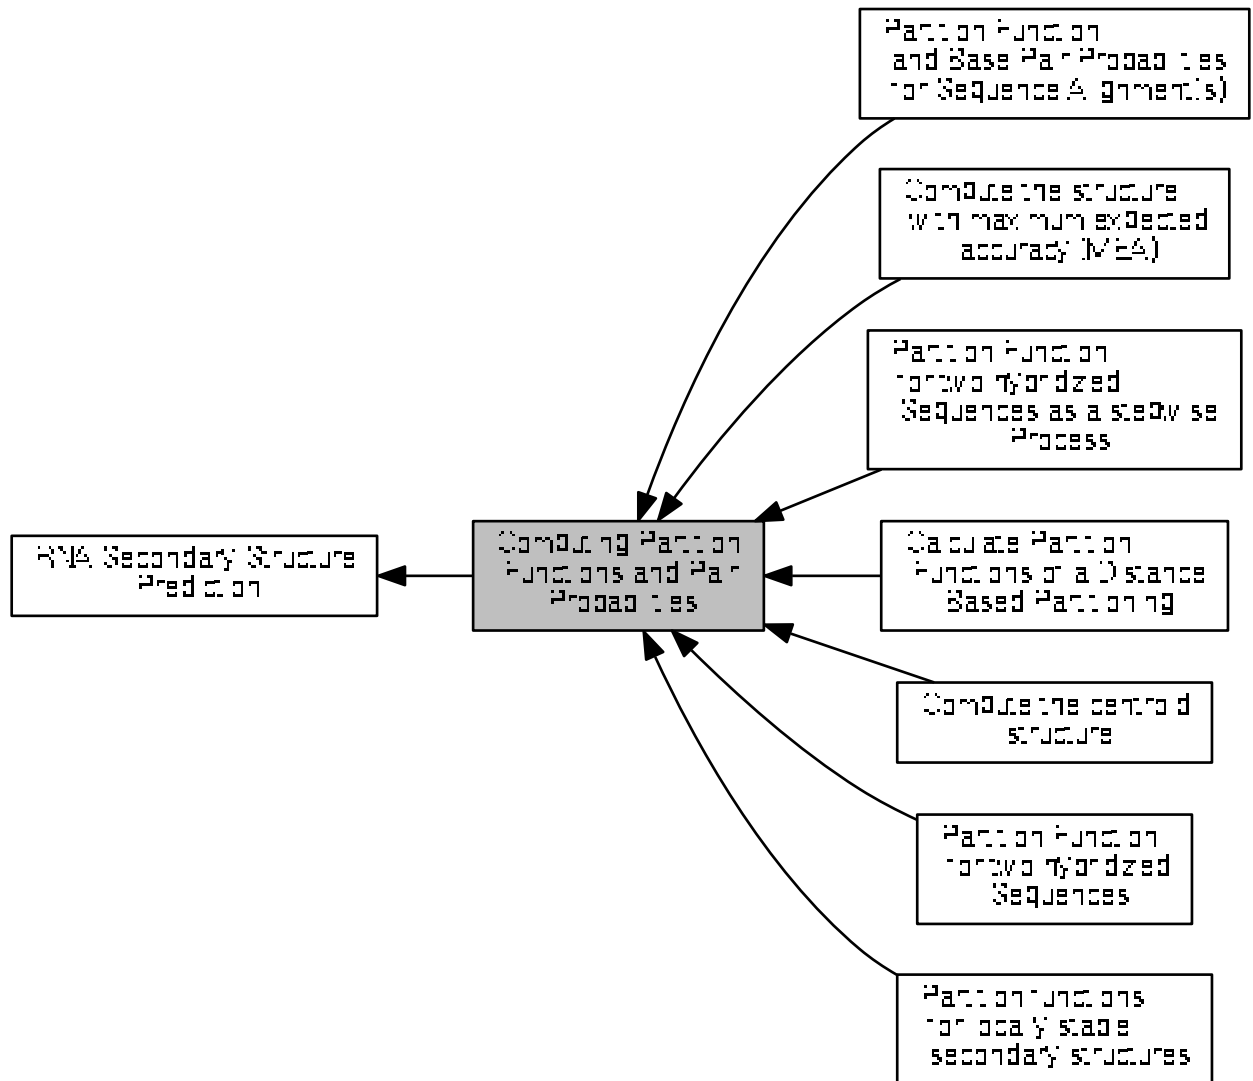 Partition Function
and Base Pair Probabilities
for Sequence Alignment(s)
Compute the structure
with maximum expected
accuracy (MEA)
Partition Function
for two hybridized
Sequences as a stepwise
Process
RNA Secondary Structure
Prediction
Computing Partition
Functions and Pair
Probabilities
Calculate Partition
Functions of a Distance
Based Partitioning
Compute the centroid
structure
Partition Function
for two hybridized
Sequences
Partition functions
for locally stable
secondary structures